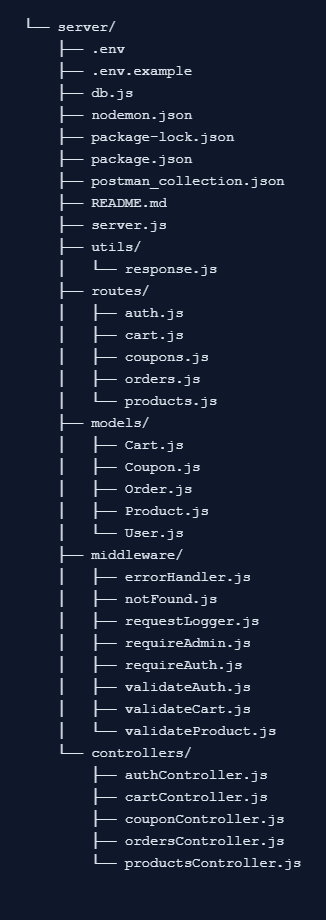 └── server/
    ├── .env
    ├── .env.example
    ├── db.js
    ├── nodemon.json
    ├── package-lock.json
    ├── package.json
    ├── postman_collection.json
    ├── README.md
    ├── server.js
    ├── utils/
    │   └── response.js
    ├── routes/
    │   ├── auth.js
    │   ├── cart.js
    │   ├── coupons.js
    │   ├── orders.js
    │   └── products.js
    ├── models/
    │   ├── Cart.js
    │   ├── Coupon.js
    │   ├── Order.js
    │   ├── Product.js
    │   └── User.js
    ├── middleware/
    │   ├── errorHandler.js
    │   ├── notFound.js
    │   ├── requestLogger.js
    │   ├── requireAdmin.js
    │   ├── requireAuth.js
    │   ├── validateAuth.js
    │   ├── validateCart.js
    │   └── validateProduct.js
    └── controllers/
        ├── authController.js
        ├── cartController.js
        ├── couponController.js
        ├── ordersController.js
        └── productsController.js